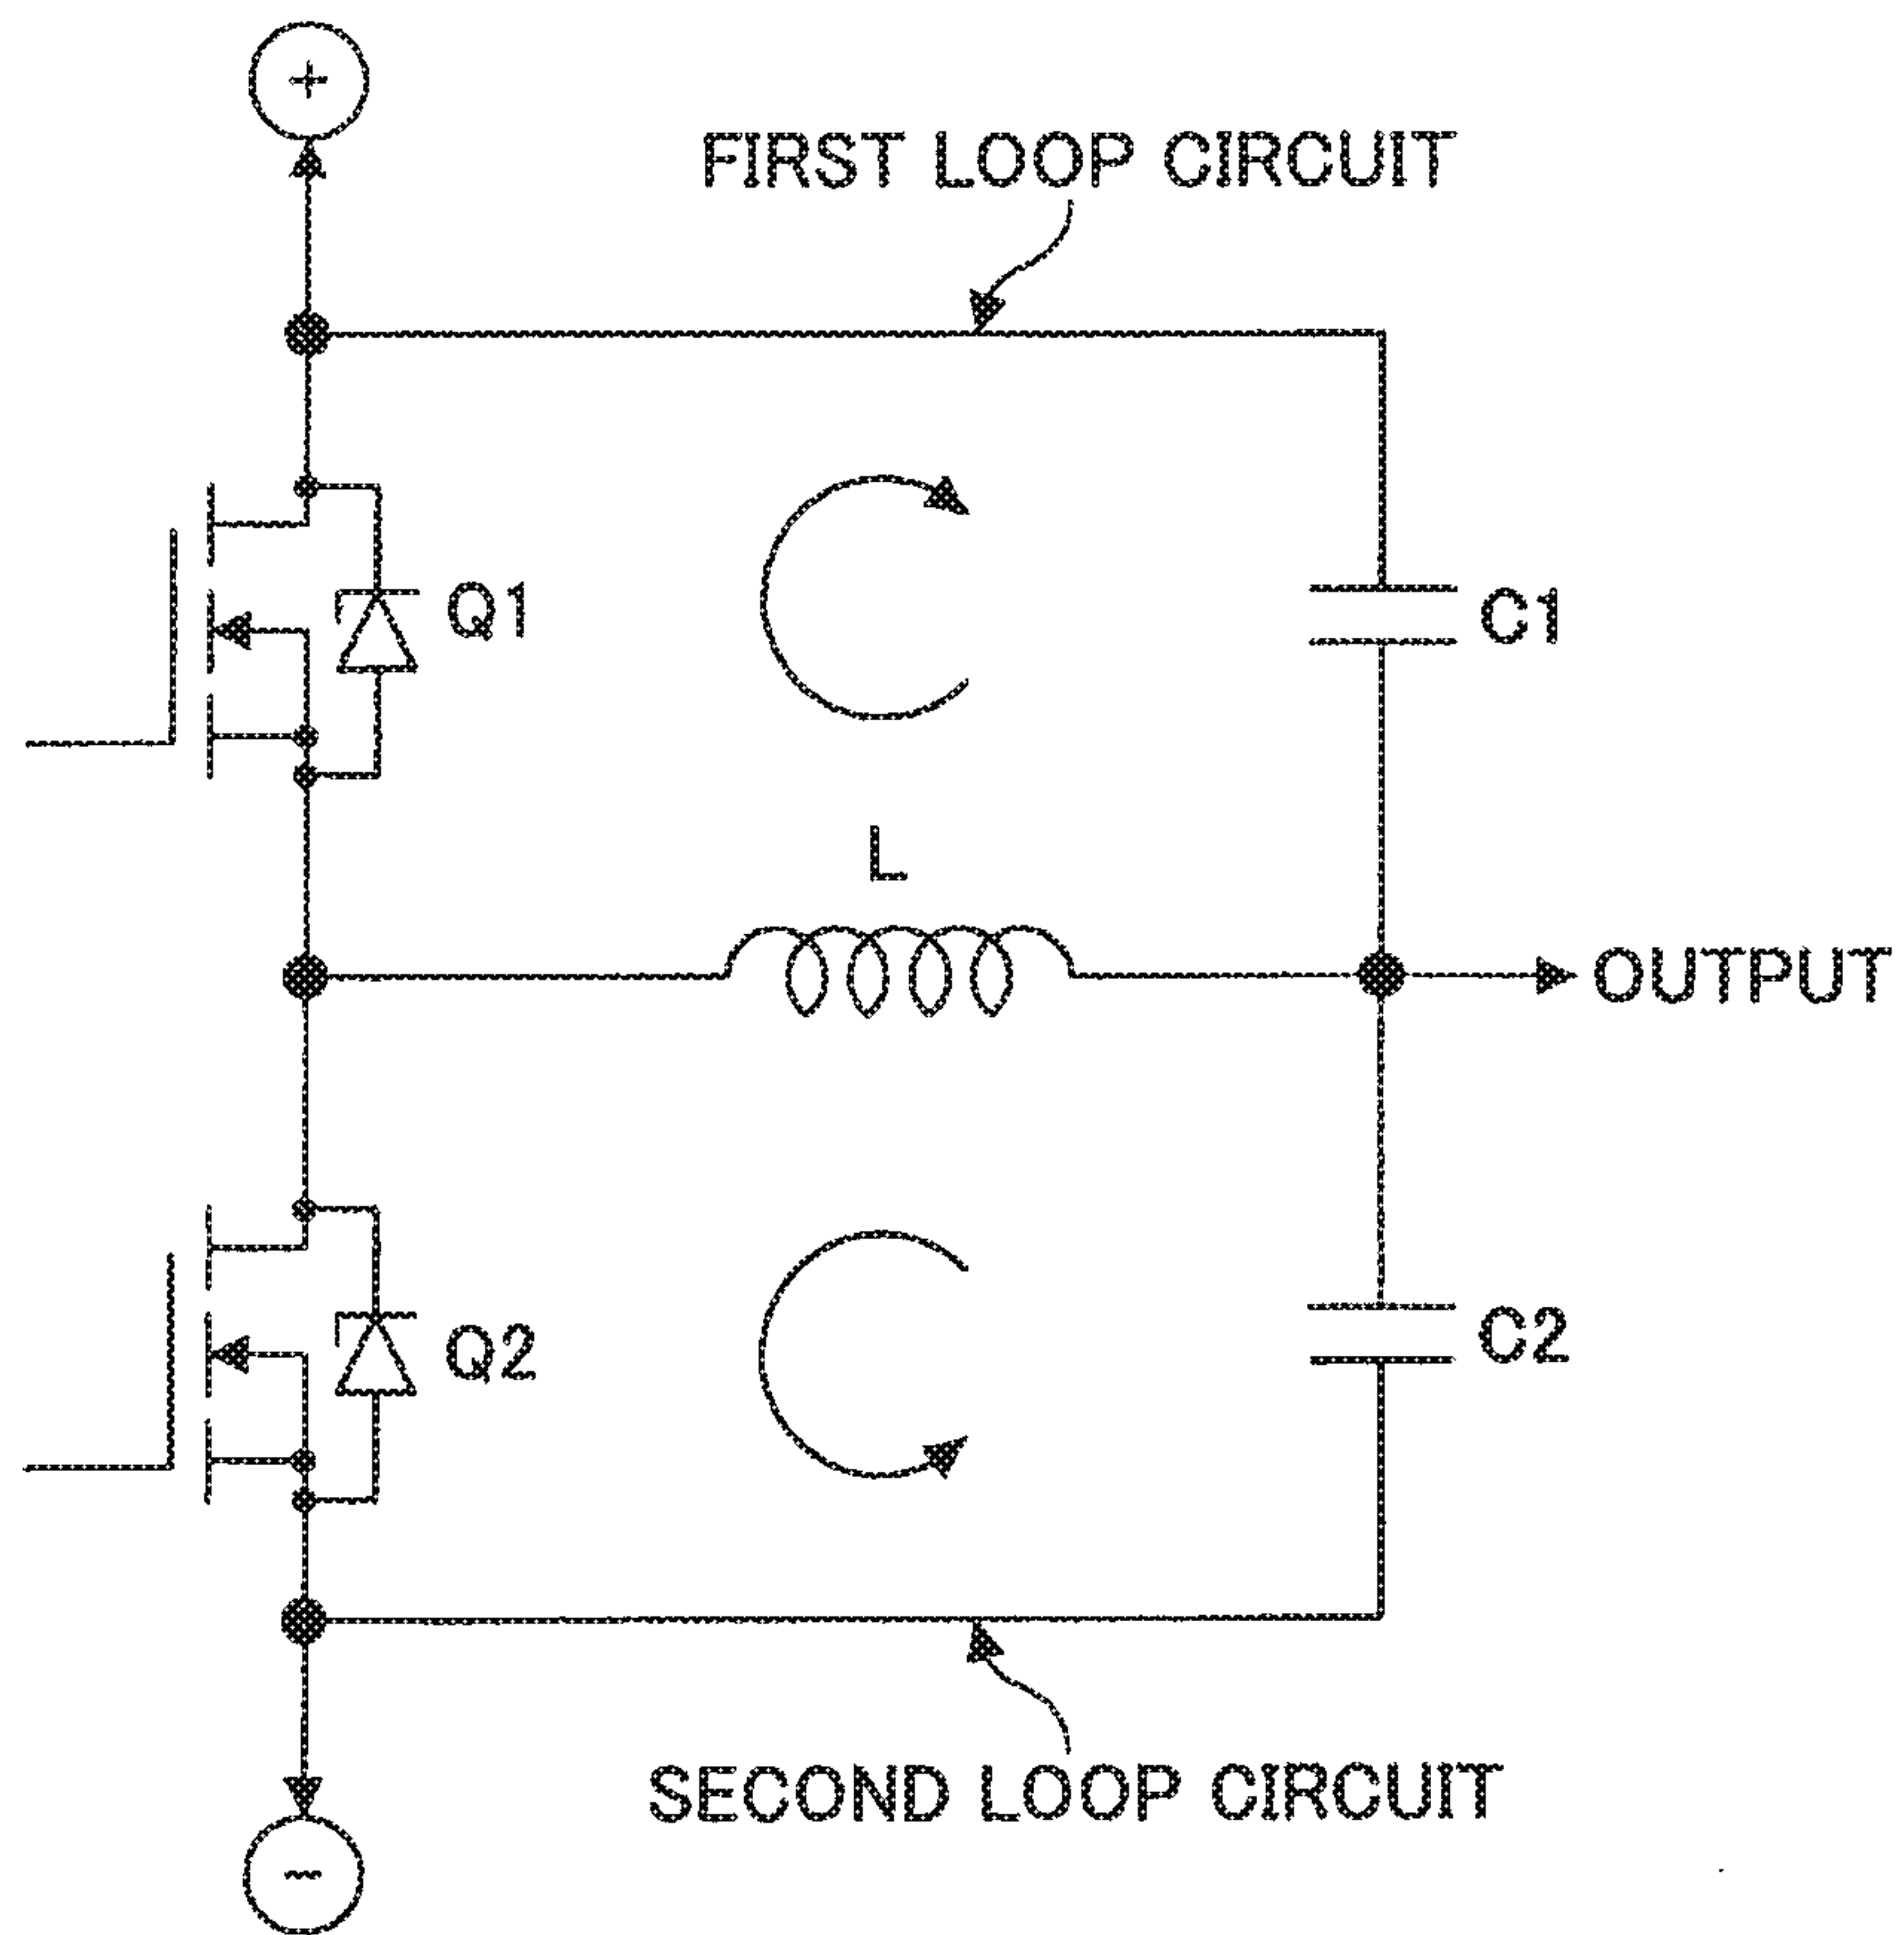 +
FIRST LOOP CIRCUIT
Q1
C1
L
OUTPUT
Q2
C2
SECOND LOOP CIRCUIT
-